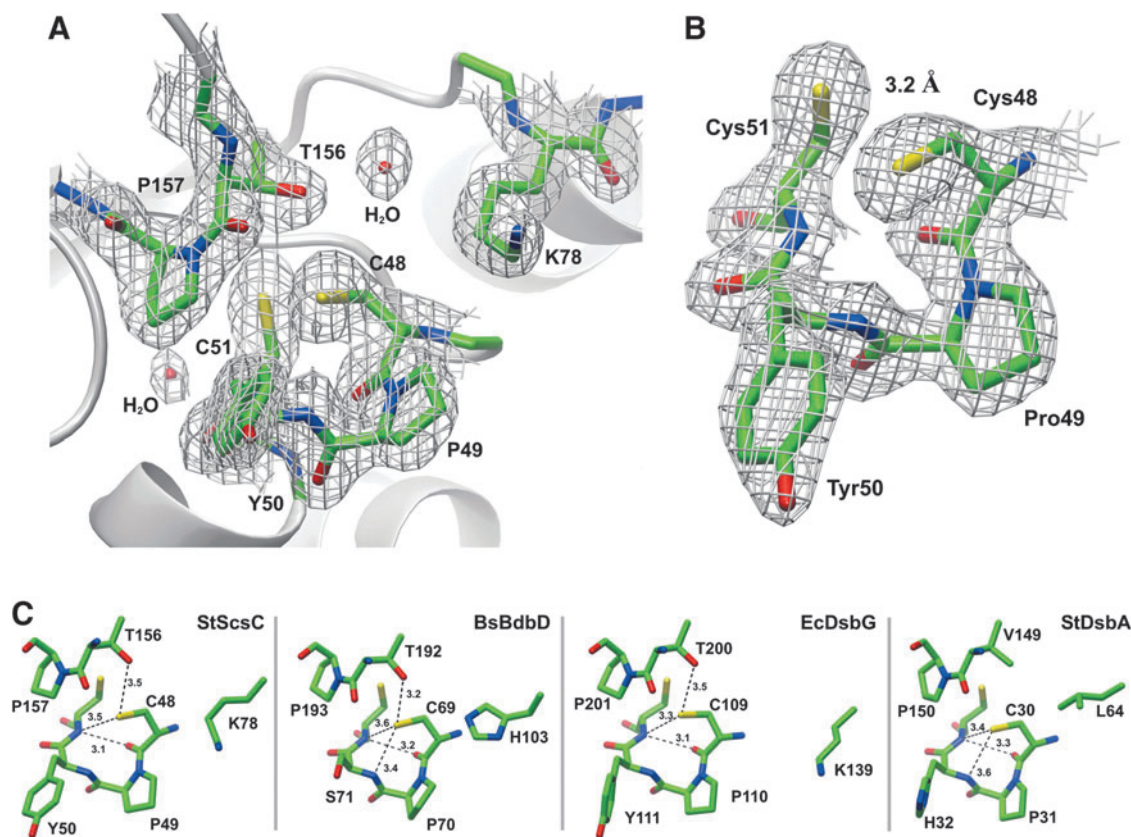 A
T156
P157
H₂O
K78
C48
C51
H₂O
P49
Y50
B
3.2 Å
Cys48
Cys51
Pro49
Tyr50
C
StScsC
T156
3.5
C48
P157
3.5
K78
3.1
Y50
P49
BsBdbD
T192
3.2
P193
C69
3.6
H103
3.2
3.4
S71
P70
EcDsbG
T200
3.5
P201
C109
3.3
3.1
K139
P110
Y111
StDsbA
V149
P150
C30
L64
3.4
3.3
3.6
H32
P31